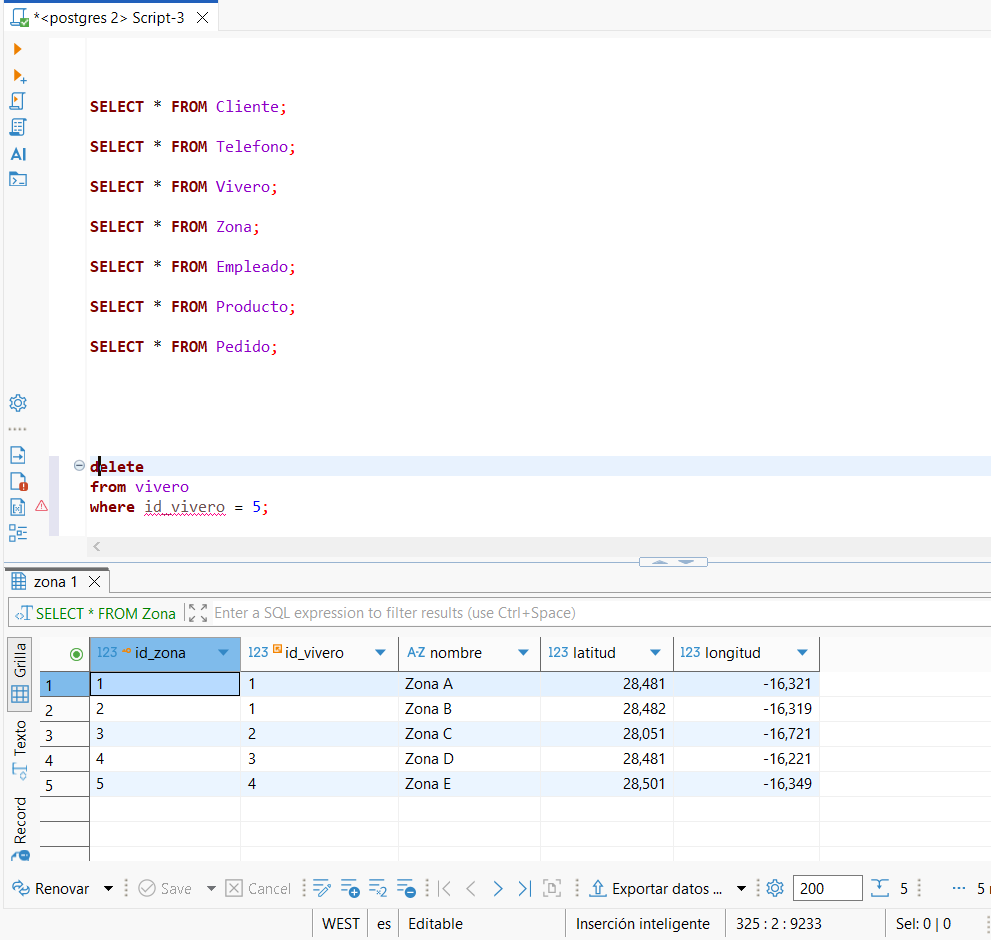 *<postgres 2> Script-3
SELECT * FROM Cliente;
SELECT * FROM Telefono;
SELECT * FROM Vivero;
SELECT * FROM Zona;
SELECT * FROM Empleado;
SELECT * FROM Producto;
SELECT * FROM Pedido;
AI
delete
from vivero
where id_vivero = 5;
zona 1
SELECT * FROM Zona Enter a SQL expression to filter results (use Ctrl+Space)
Grilla
Texto
Record
123 id_zona 123 id_vivero A-Z nombre 123 latitud 123 longitud
1 1 1 Zona A 28,481 -16,321
2 2 1 Zona B 28,482 -16,319
3 3 2 Zona C 28,051 -16,721
4 4 3 Zona D 28,481 -16,221
5 5 4 Zona E 28,501 -16,349
Renovar Save Cancel Exportar datos ... 200 5 ... 5
WEST es Editable Inserción inteligente 325 : 2 : 9233 Sel: 0 | 0